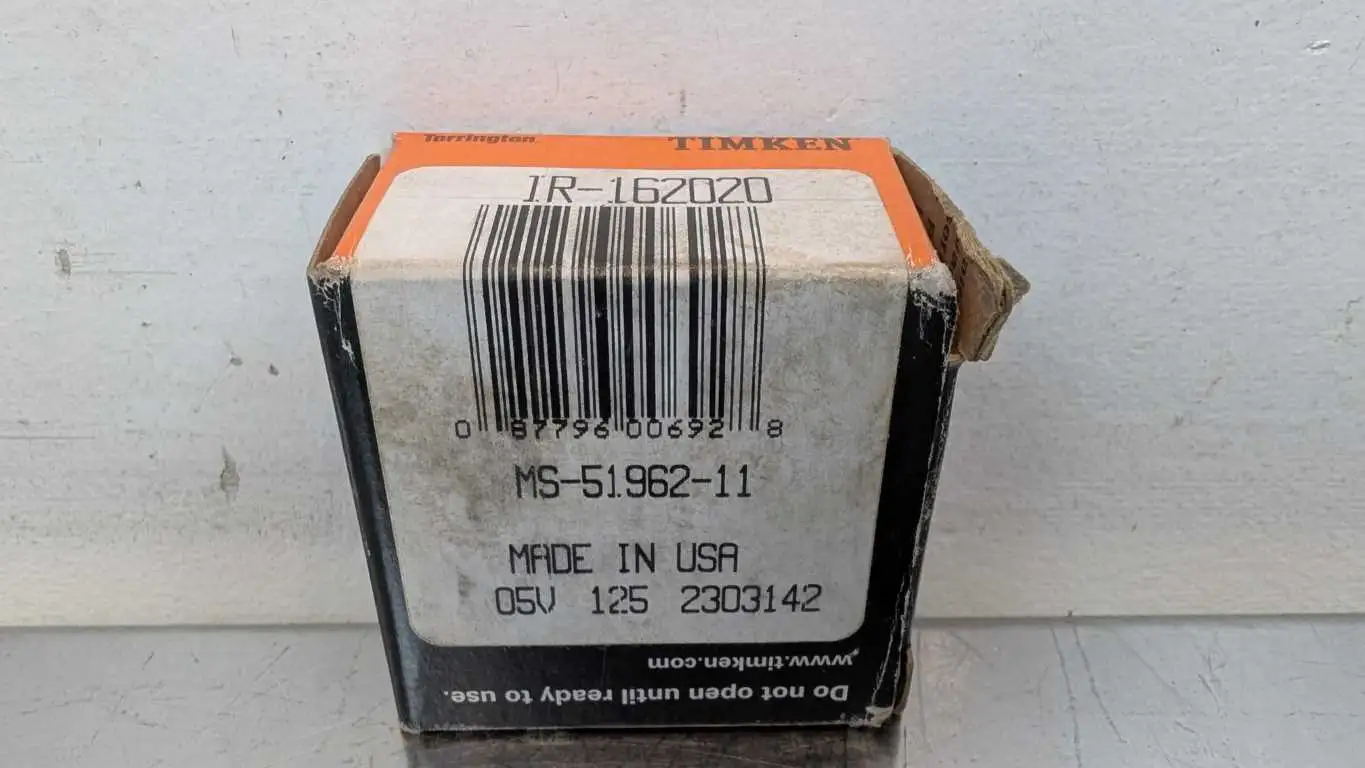 Torrington
TIMKEN
IR-162020
0 87796 00692 8
MS-51962-11
MADE IN USA
05V 125 2303142
www.timken.com
Do not open until ready to use.